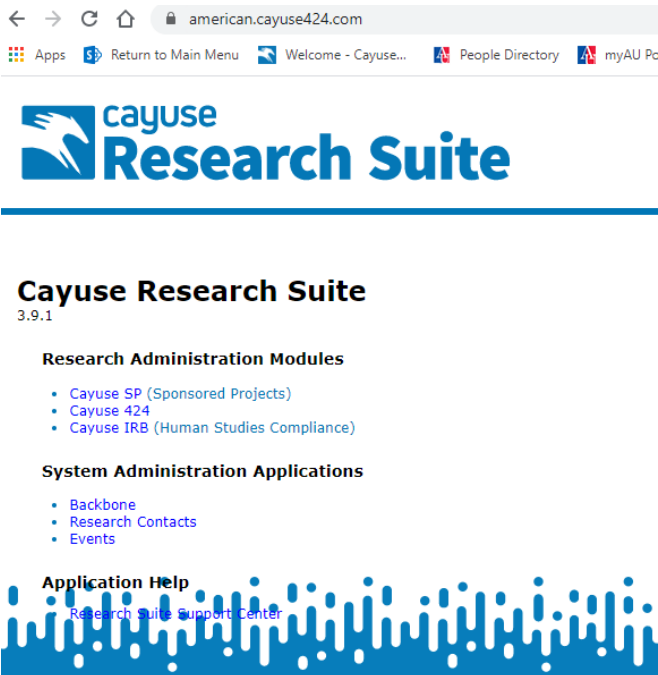 american.cayuse424.com
Apps Return to Main Menu Welcome - Cayuse... People Directory myAU Po
cayuse
Research Suite
Cayuse Research Suite
3.9.1
Research Administration Modules
• Cayuse SP (Sponsored Projects)
• Cayuse 424
• Cayuse IRB (Human Studies Compliance)
System Administration Applications
• Backbone
• Research Contacts
• Events
Application Help
Research Suite Support Center